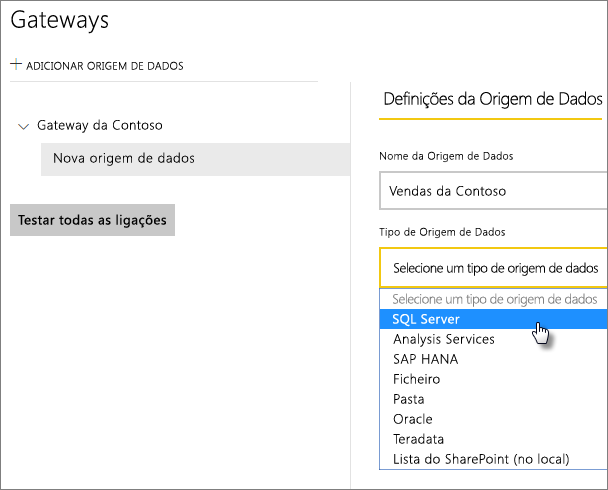 Gateways
+ ADICIONAR ORIGEM DE DADOS
Gateway da Contoso
Nova origem de dados
Testar todas as ligações
Definições da Origem de Dados
Nome da Origem de Dados
Vendas da Contoso
Tipo de Origem de Dados
Selecione um tipo de origem de dados
Selecione um tipo de origem de dados
SQL Server
Analysis Services
SAP HANA
Ficheiro
Pasta
Oracle
Teradata
Lista do SharePoint (no local)